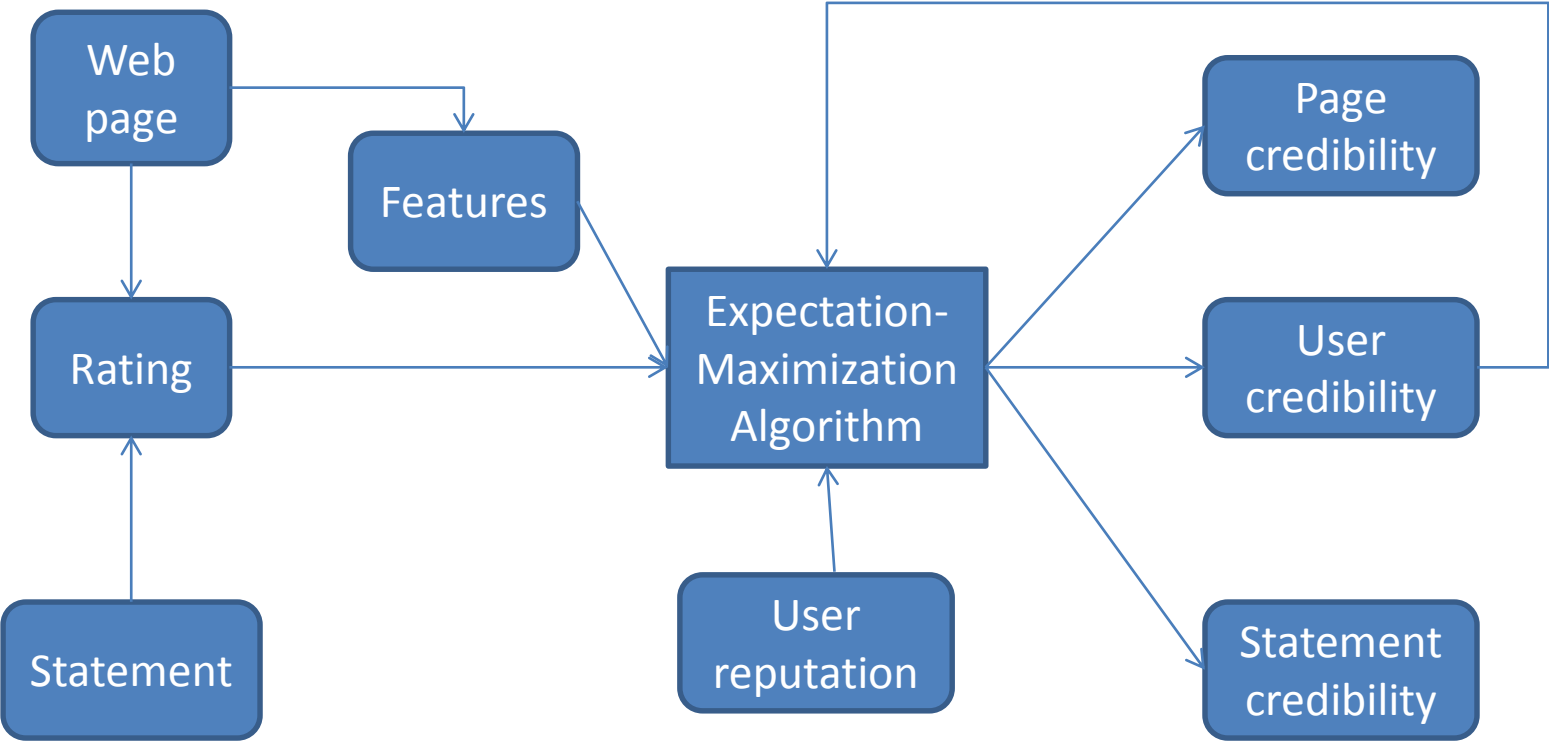 Web
page
Features
Rating
Statement
Expectation-
Maximization
Algorithm
User
reputation
Page
credibility
User
credibility
Statement
credibility